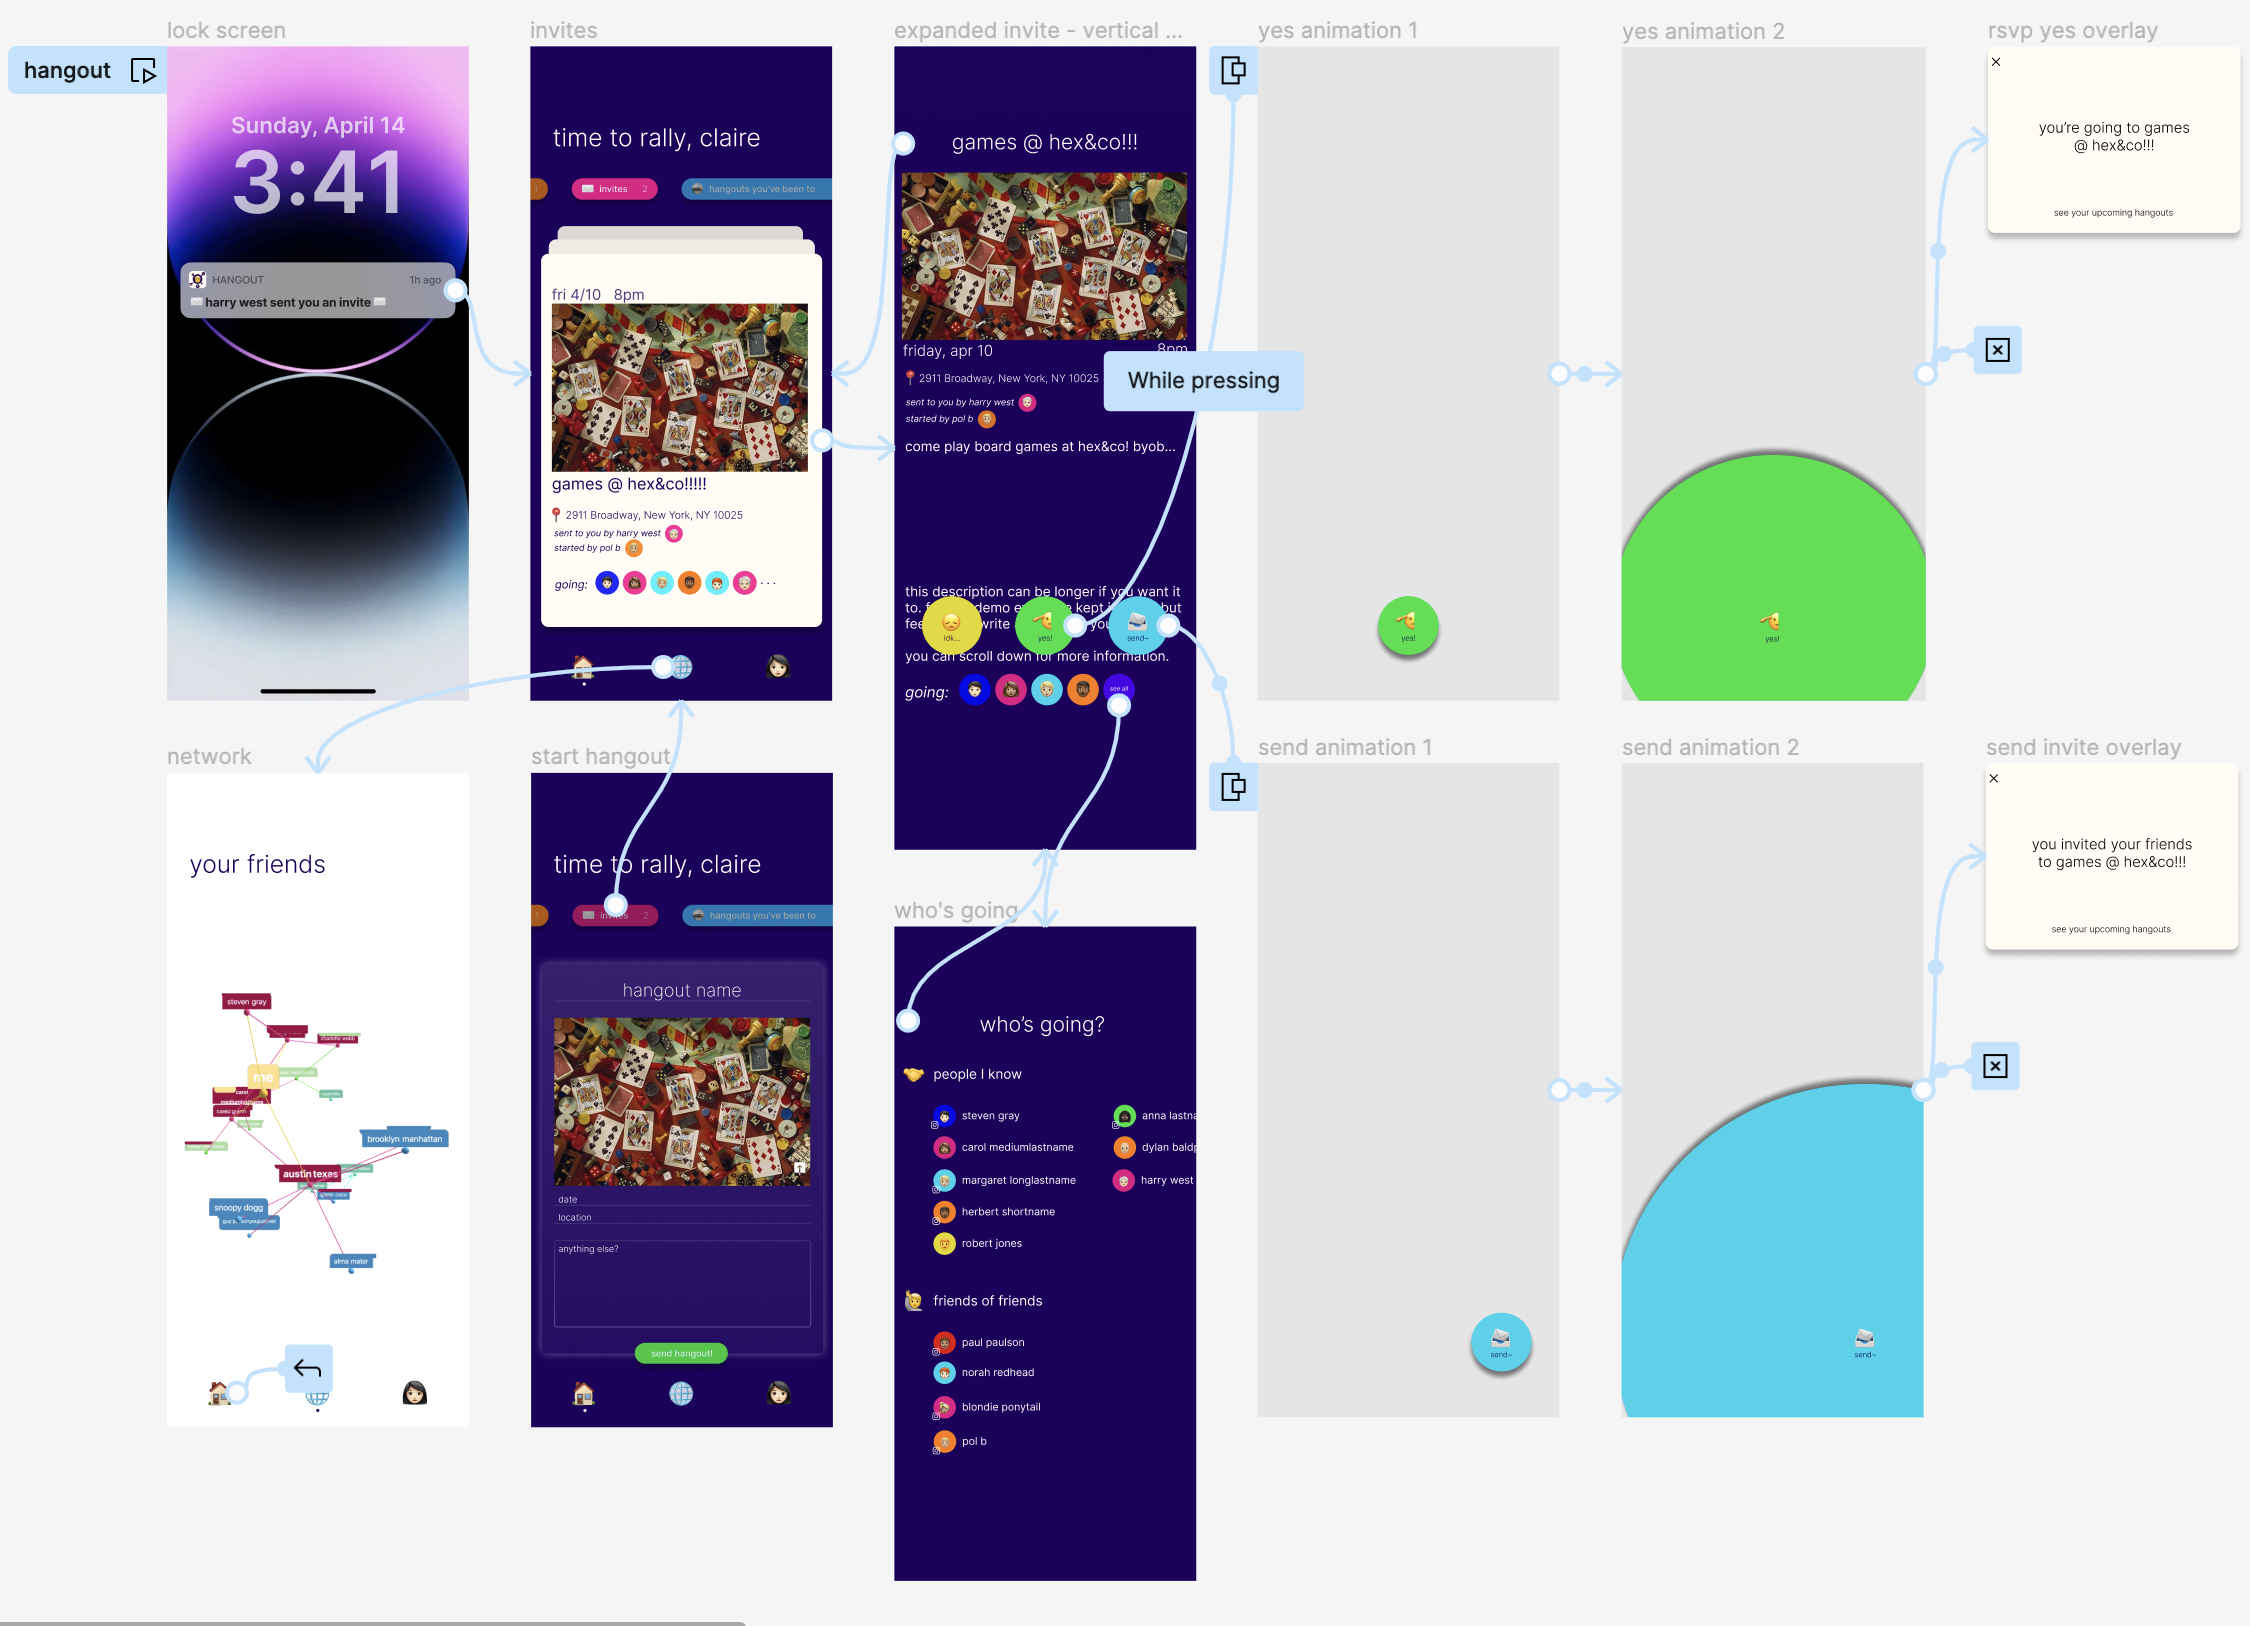 lock screen
hangout
Sunday, April 14
3:41
HANGOUT
1h ago
harry west sent you an invite
invites
time to rally, claire
1
invites 2
hangouts you've been to
fri 4/10 8pm
games @ hex&co!!!!!
2911 Broadway, New York, NY 10025
sent to you by harry west
started by pol b
going:
...
expanded invite - vertical ...
games @ hex&co!!!
friday, apr 10
8pm
2911 Broadway, New York, NY 10025
sent to you by harry west
started by pol b
come play board games at hex&co! byob...
this description can be longer if you want it
to. demo kept but
write
idk...
yes!
send~
you can scroll down for more information.
going:
see all
While pressing
yes animation 1
yes!
yes animation 2
yes!
rsvp yes overlay
you're going to games
@ hex&co!!!
see your upcoming hangouts
network
your friends
steven gray
charlotte webb
me
carol
mediumlastname
brooklyn manhattan
austin texas
snoopy dogg
alma mater
start hangout
time to rally, claire
1
invites 2
hangouts you've been to
hangout name
date
location
anything else?
send hangout!
who's going
who's going?
people I know
steven gray
anna lastna
carol mediumlastname
dylan baldp
margaret longlastname
harry west
herbert shortname
robert jones
friends of friends
paul paulson
norah redhead
blondie ponytail
pol b
send animation 1
send~
send animation 2
send~
send invite overlay
you invited your friends
to games @ hex&co!!!
see your upcoming hangouts